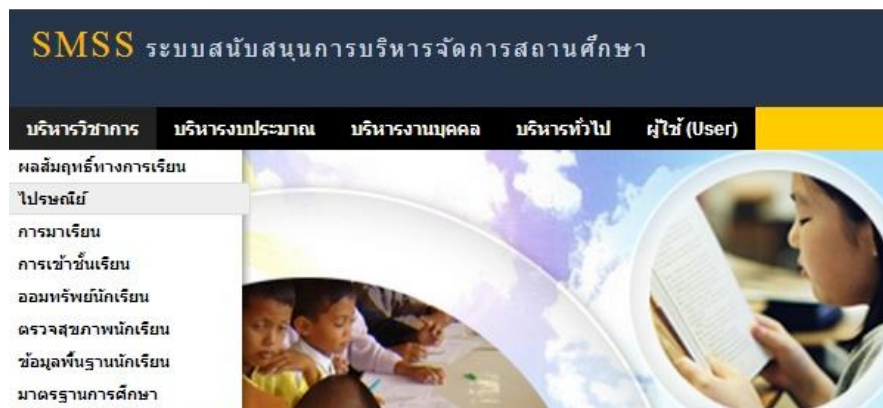 SMSS ระบบสนับสนุนการบริหารจัดการสถานศึกษา
บริหารวิชาการ บริหารงบประมาณ บริหารงานบุคคล บริหารทั่วไป ผู้ใช้ (User)
ผลสัมฤทธิ์ทางการเรียน
ไปรษณีย์
การมาเรียน
การเข้าชั้นเรียน
ออมทรัพย์นักเรียน
ตรวจสุขภาพนักเรียน
ข้อมูลพื้นฐานนักเรียน
มาตรฐานการศึกษา